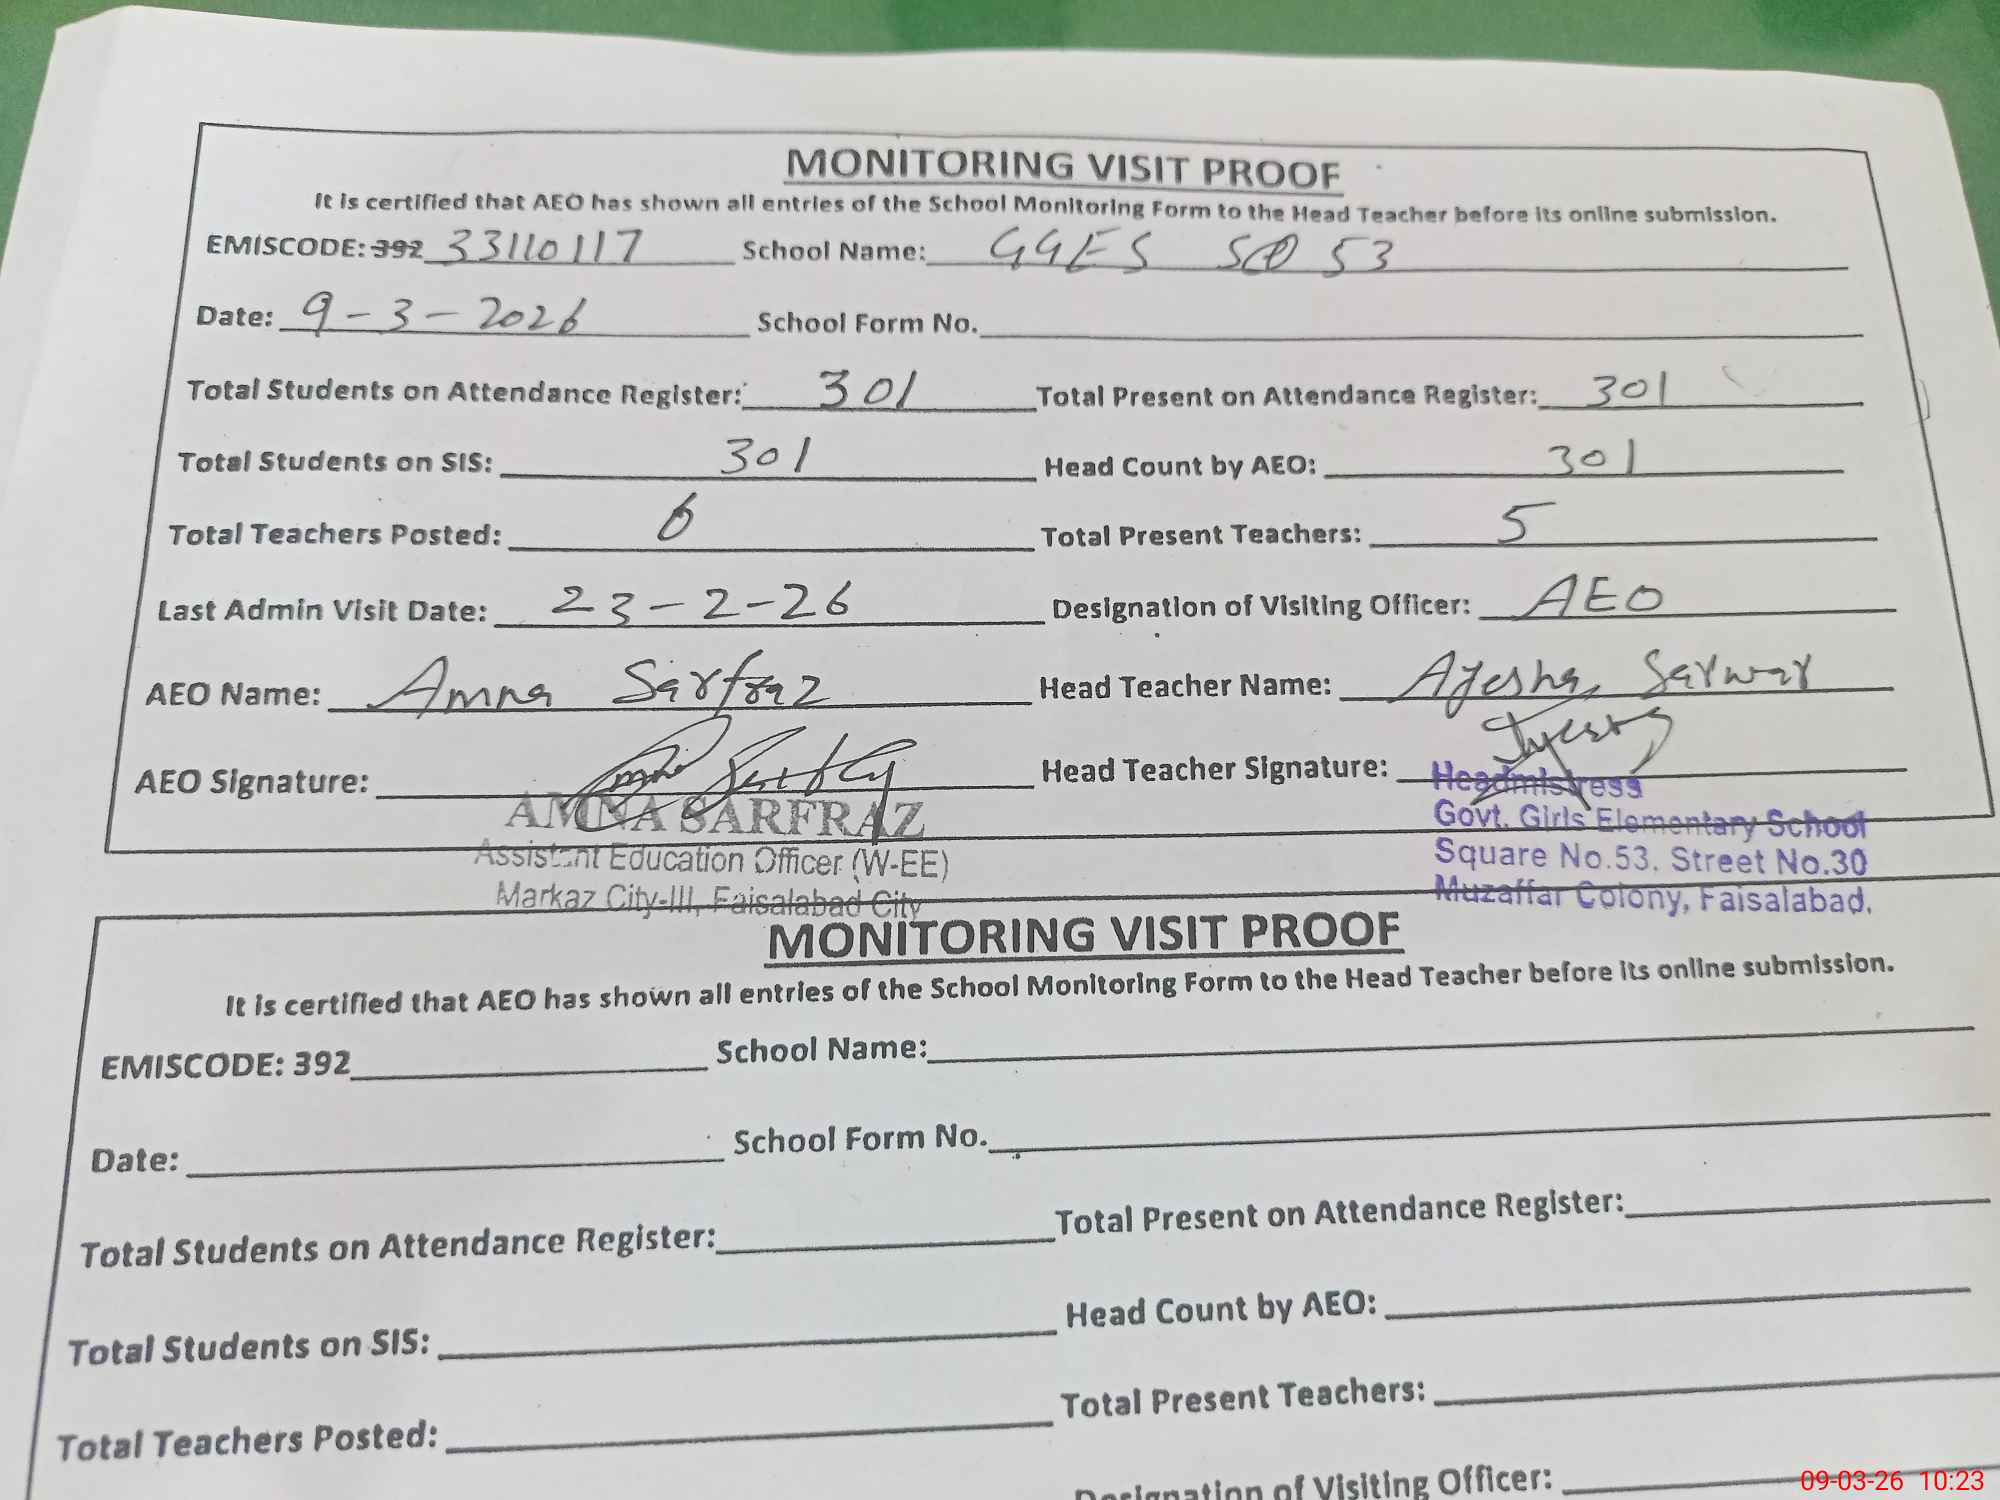 MONITORING VISIT PROOF
It is certified that AEO has shown all entries of the School Monitoring Form to the Head Teacher before its online submission.
EMISCODE: 392 33110117 School Name: GGES SQ 53
Date: 9-3-2026 School Form No.
Total Students on Attendance Register: 301 Total Present on Attendance Register: 301
Total Students on SIS: 301 Head Count by AEO: 301
Total Teachers Posted: 6 Total Present Teachers: 5
Last Admin Visit Date: 23-2-26 Designation of Visiting Officer: AEO
AEO Name: Amna Sarfraz Head Teacher Name: Ayesha Sarwar
AEO Signature: Head Teacher Signature:
AMNA SARFRAZ
Assistant Education Officer (W-EE)
Markaz City-III, Faisalabad City
Headmistress
Govt. Girls Elementary School
Square No.53, Street No.30
Muzaffar Colony, Faisalabad.
MONITORING VISIT PROOF
It is certified that AEO has shown all entries of the School Monitoring Form to the Head Teacher before its online submission.
EMISCODE: 392 School Name:
Date: School Form No.
Total Students on Attendance Register: Total Present on Attendance Register:
Total Students on SIS: Head Count by AEO:
Total Teachers Posted: Total Present Teachers:
Designation of Visiting Officer:
09-03-26 10:23